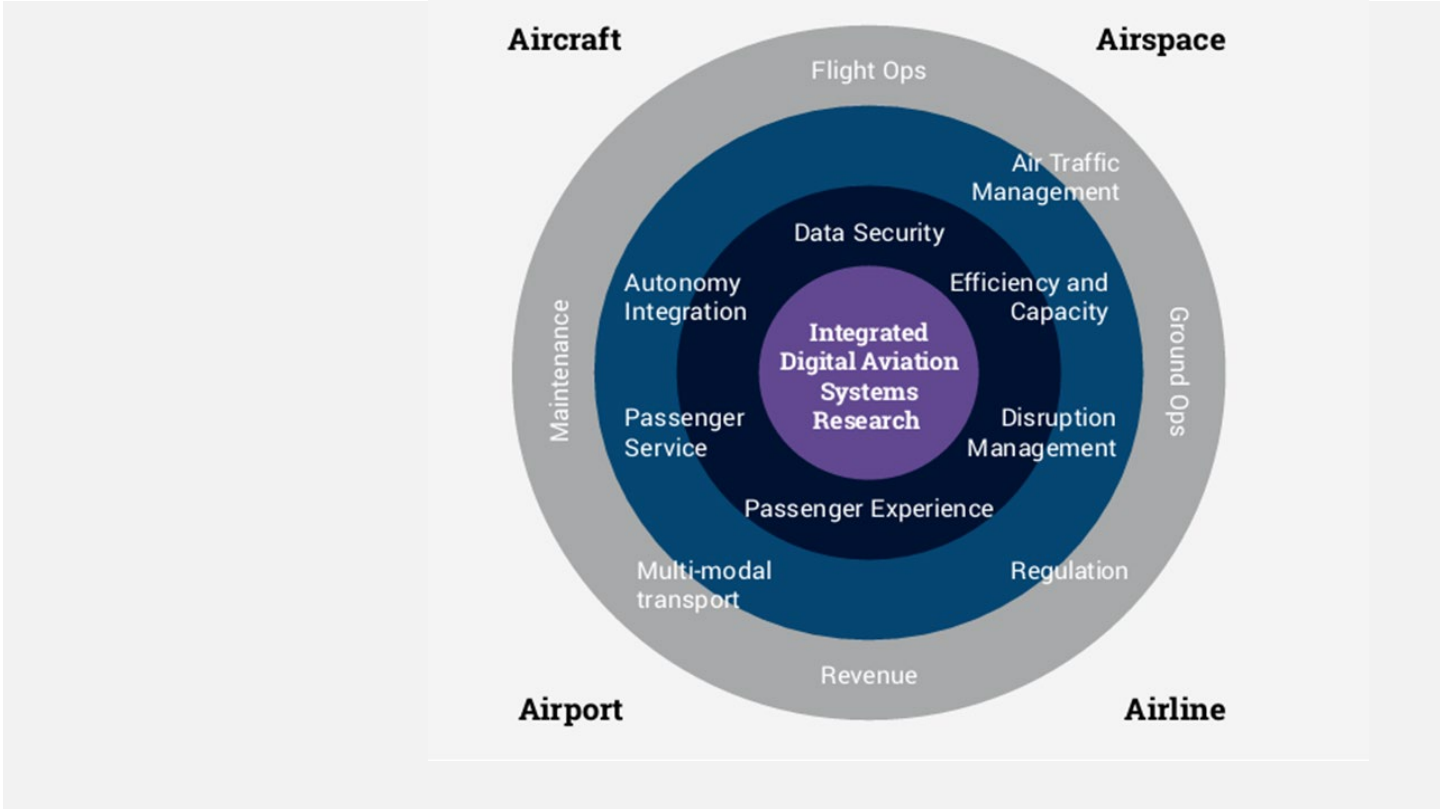 Aircraft
Airspace
Flight Ops
Air Traffic
Management
Data Security
Autonomy
Integration
Efficiency and
Capacity
Maintenance
Integrated
Digital Aviation
Systems
Research
Ground Ops
Passenger
Service
Disruption
Management
Passenger Experience
Multi-modal
transport
Regulation
Revenue
Airport
Airline